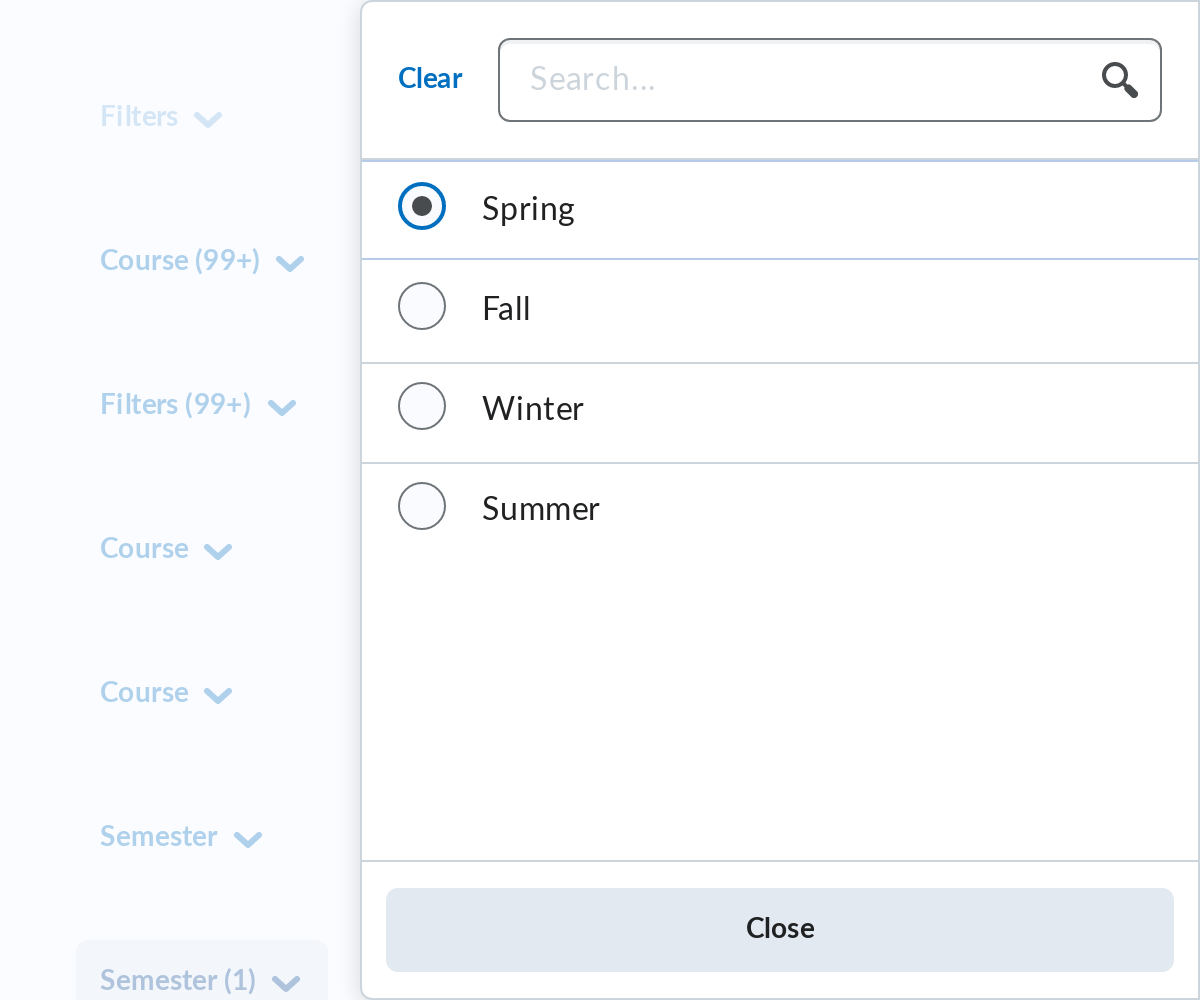 Filters
Course (99+)
Filters (99+)
Course
Course
Semester
Semester (1)
Clear
Search...
Spring
Fall
Winter
Summer
Close